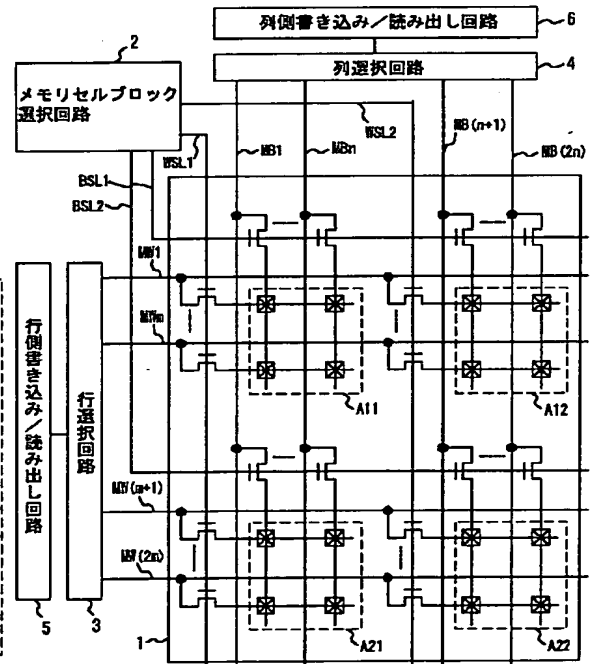 列側書き込み/読み出し回路
6
列選択回路
4
2
メモリセルブロック
選択回路
WSL2
WSL1
MB1
MBn
MB(n+1)
MB(2n)
BSL1
BSL2
MW1
MWm
A11
A12
行側書き込み/読み出し回路
行選択回路
MW(m+1)
MW(2m)
5
3
1
A21
A22